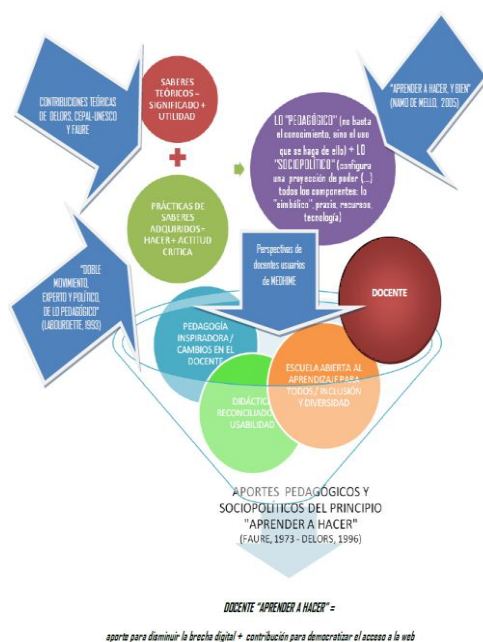 CONTRIBUCIONES TEÓRICAS
DE DELORS, CEPAL-UNESCO
Y FAURE
SABERES
TEÓRICOS =
SIGNIFICADO +
UTILIDAD
+
PRÁCTICAS DE
SABERES
ADQUIRIDOS=
HACER+ ACTITUD
CRITICA
LO "PEDAGÓGICO" (no basta
el conocimiento, sino el uso
que se haga de ello) + LO
"SOCIOPOLÍTICO" (configura
una proyección de poder (...)
todos los componentes: lo
"simbólico", praxis, recursos,
tecnología)
"APRENDER A HACER, Y BIEN"
(NAMO DE MELLO, 2005)
"DOBLE
MOVIMIENTO,
EXPERTO Y POLÍTICO,
DE LO PEDAGÓGICO"
(LABOURDETTE, 1993)
Perspectivas de
docentes usuarios
de MEDHIME
DOCENTE
PEDAGOGÍA
INSPIRADORA /
CAMBIOS EN EL
DOCENTE
DIDÁCTICA
USABILIDAD
ESCUELA ABIERTA AL
APRENDIZAJE PARA
TODOS / INCLUSIÓN
Y DIVERSIDAD
APORTES PEDAGÓGICOS Y
SOCIOPOLÍTICOS DEL PRINCIPIO
"APRENDER A HACER"
(FAURE, 1973 - DELORS, 1996)
DOCENTE "APRENDER A HACER" =
aporte para disminuir la brecha digital + contribución para democratizar el acceso a la web